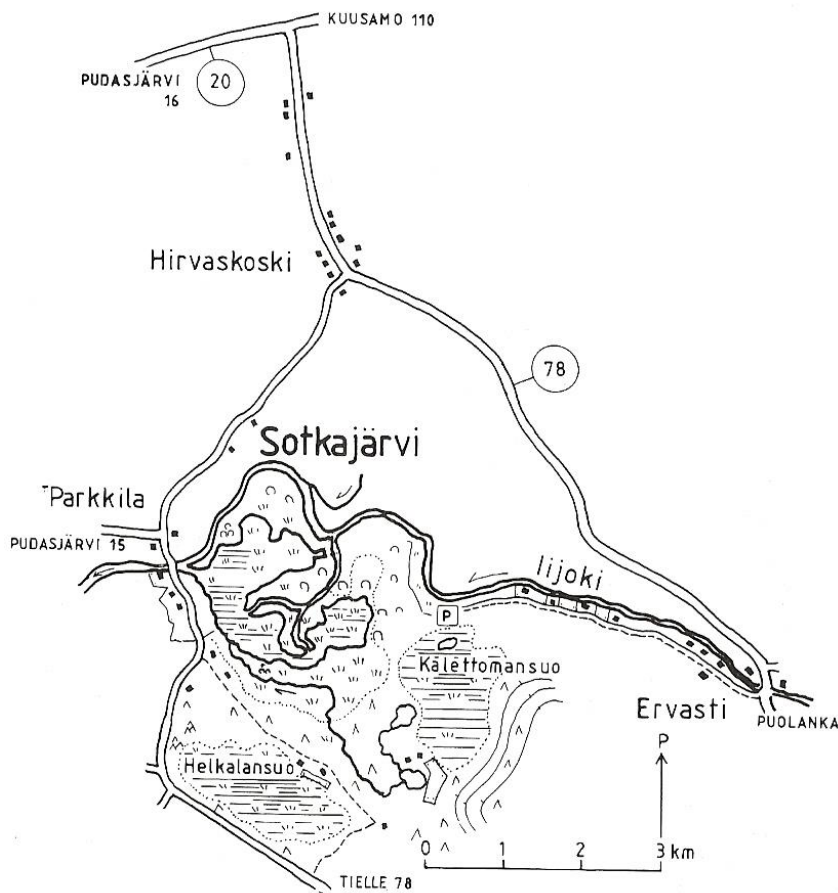 KUUSAMO 110
20
PUDASJÄRVI
16
Hirvaskoski
78
Sotkajärvi
Parkkila
PUDASJÄRVI 15
Iijoki
P
Kälettomansuo
Ervasti
PUOLANKA
P
Helkalansuo
0 1 2 3 km
TIELLE 78